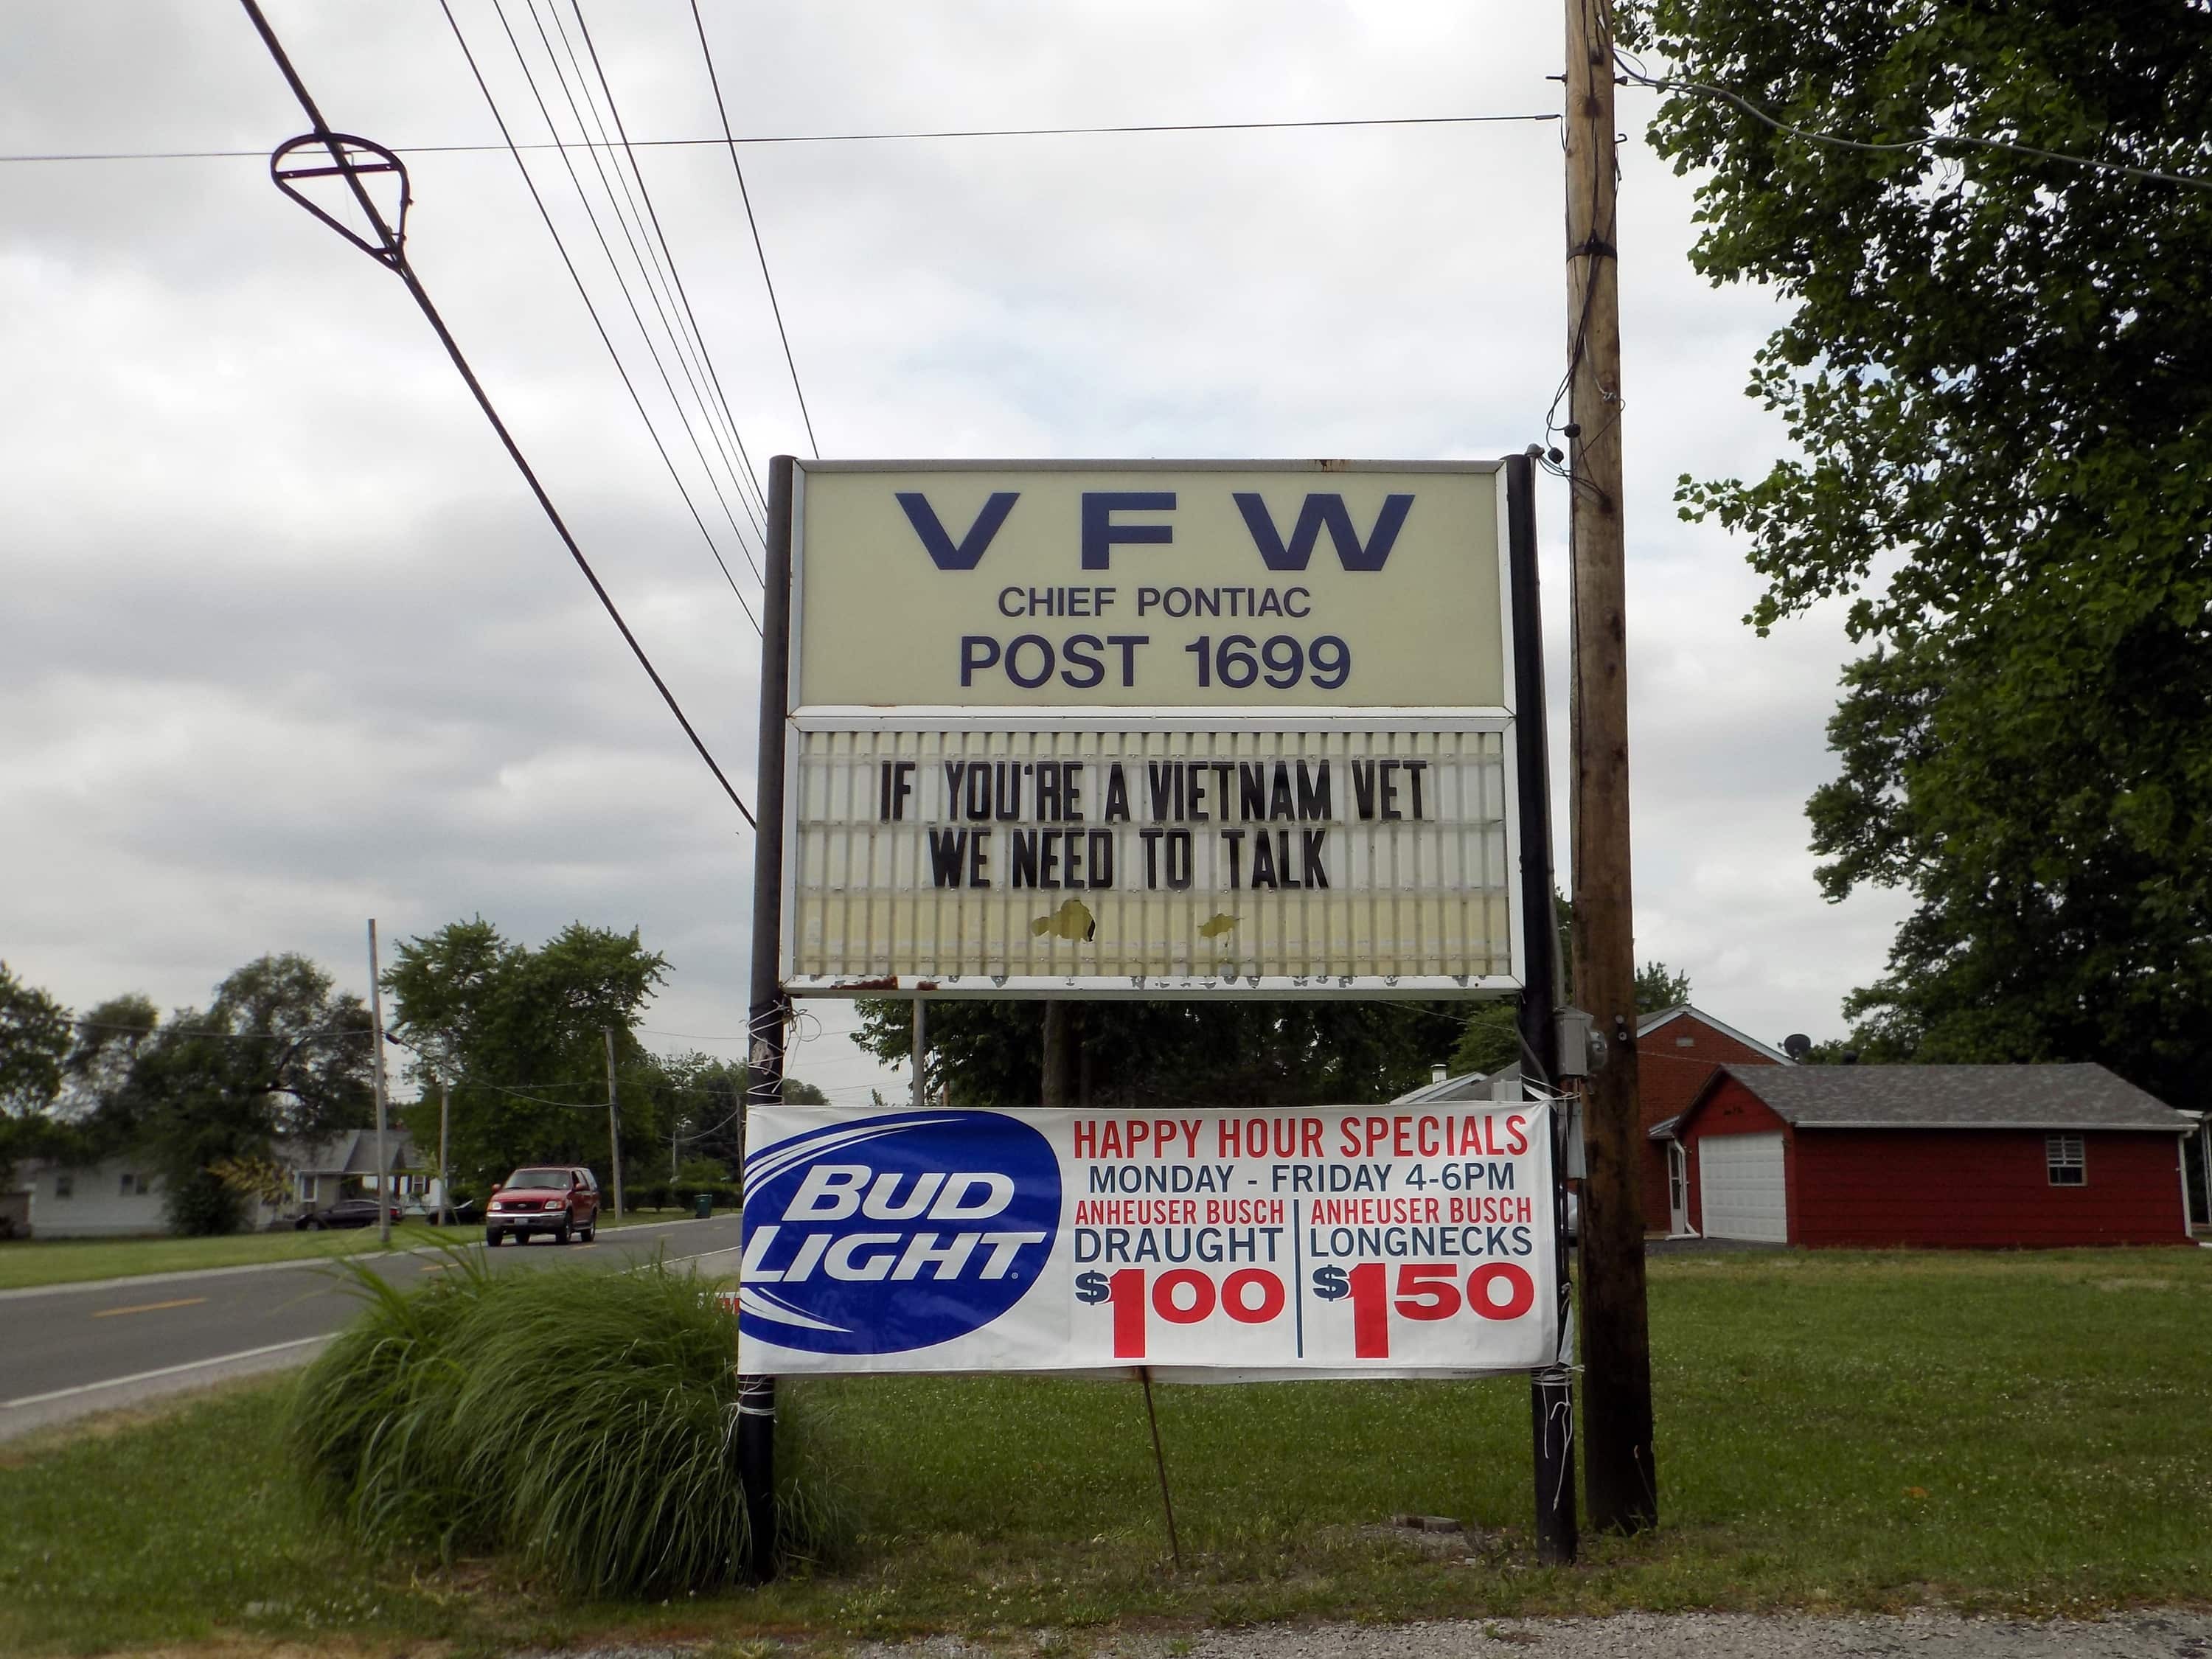 V F W
CHIEF PONTIAC
POST 1699
IF YOU'RE A VIETNAM VET
WE NEED TO TALK
BUD
LIGHT
HAPPY HOUR SPECIALS
MONDAY - FRIDAY 4-6PM
ANHEUSER BUSCH
DRAUGHT
$100
ANHEUSER BUSCH
LONGNECKS
$150